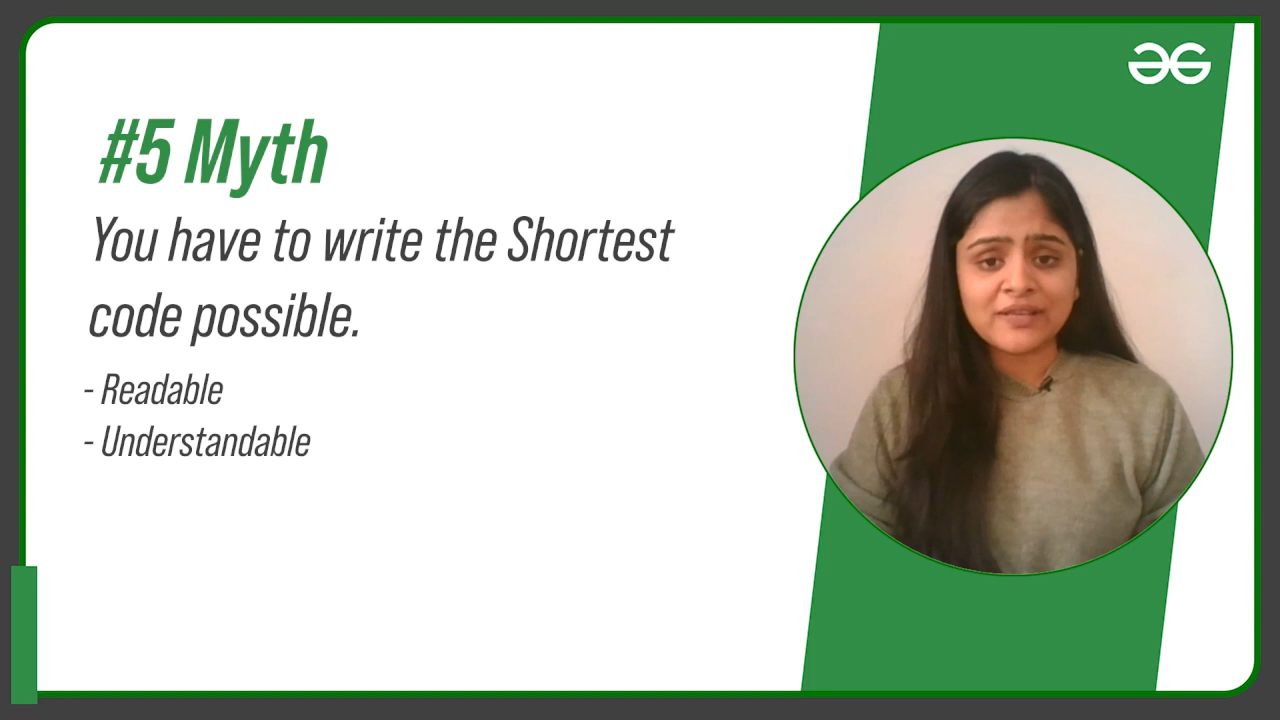 #5 Myth
You have to write the Shortest
code possible.
- Readable
- Understandable